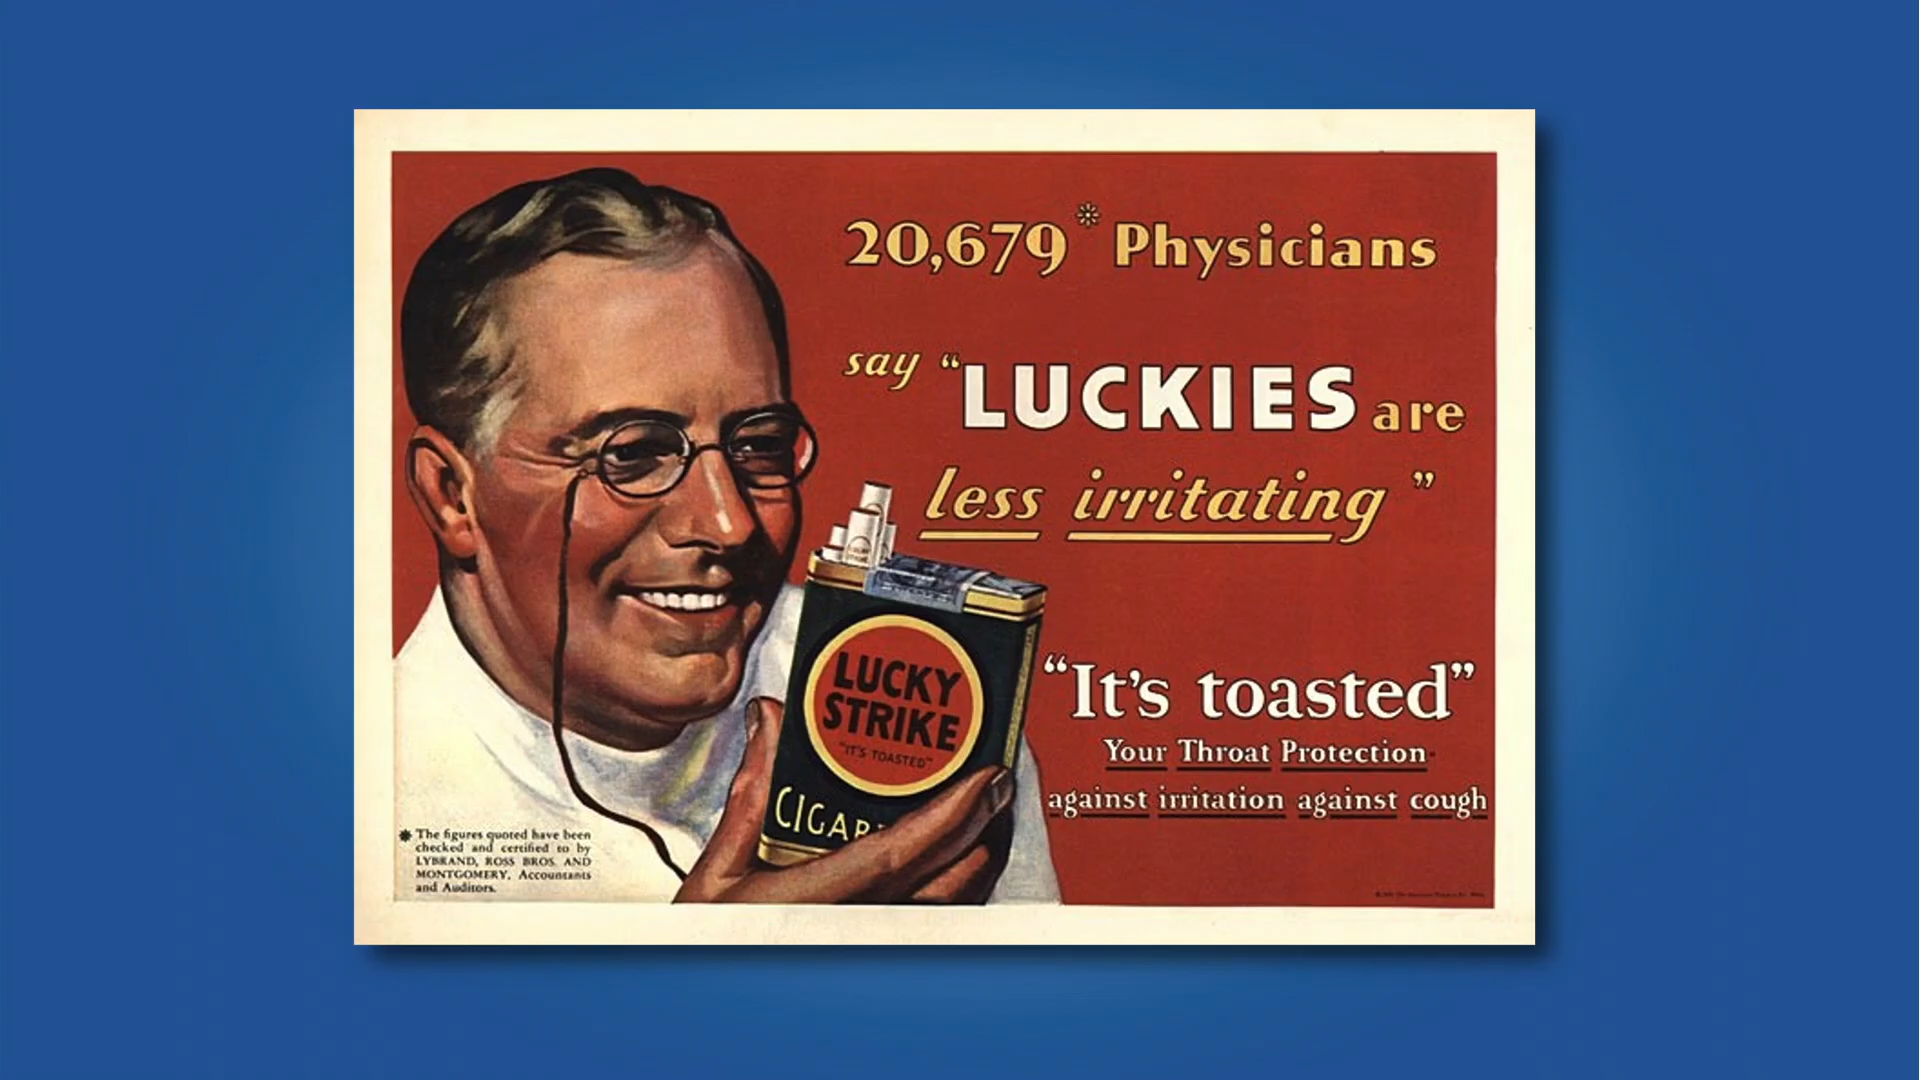 20,679* Physicians
say "LUCKIES are
less irritating"
"It's toasted"
Your Throat Protection
against irritation against cough
LUCKY
STRIKE
"IT'S TOASTED"
CIGAR
* The figures quoted have been
checked and certified to by
LYBRAND, ROSS BROS. AND
MONTGOMERY, Accountants
and Auditors.